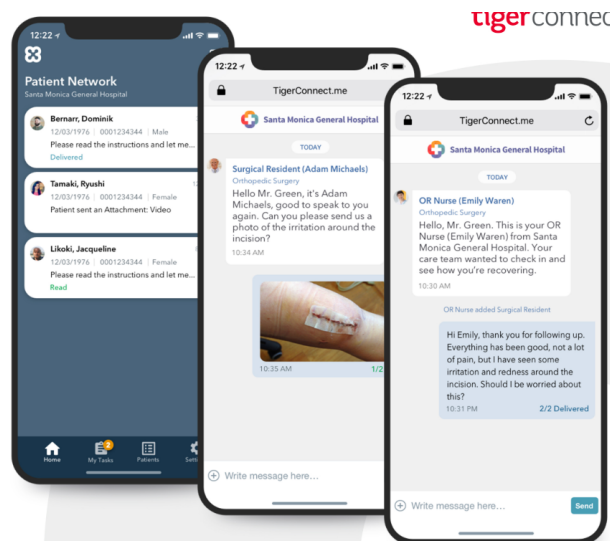 tigerconnec
12:22
Patient Network
Santa Monica General Hospital
Bernarr, Dominik
12/03/1976 | 0001234344 | Male
Please read the instructions and let me...
Delivered
Tamaki, Ryushi
12/03/1976 | 0001234344 | Female
Patient sent an Attachment: Video
Likoki, Jacqueline
12/03/1976 | 0001234344 | Female
Please read the instructions and let me...
Read
2
Home
My Tasks
Patients
Setti
12:22
TigerConnect.me
Santa Monica General Hospital
TODAY
Surgical Resident (Adam Michaels)
Orthopedic Surgery
Hello Mr. Green, it's Adam
Michaels, good to speak to you
again. Can you please send us a
photo of the irritation around the
incision?
10:34 AM
10:35 AM
1/2
Write message here...
12:22
TigerConnect.me
Santa Monica General Hospital
TODAY
OR Nurse (Emily Waren)
Orthopedic Surgery
Hello, Mr. Green. This is your OR
Nurse (Emily Waren) from Santa
Monica General Hospital. Your
care team wanted to check in and
see how you're recovering.
10:30 AM
OR Nurse added Surgical Resident
Hi Emily, thank you for following up.
Everything has been good, not a lot
of pain, but I have seen some
irritation and redness around the
incision. Should I be worried about
this?
10:31 PM
2/2 Delivered
Write message here...
Send